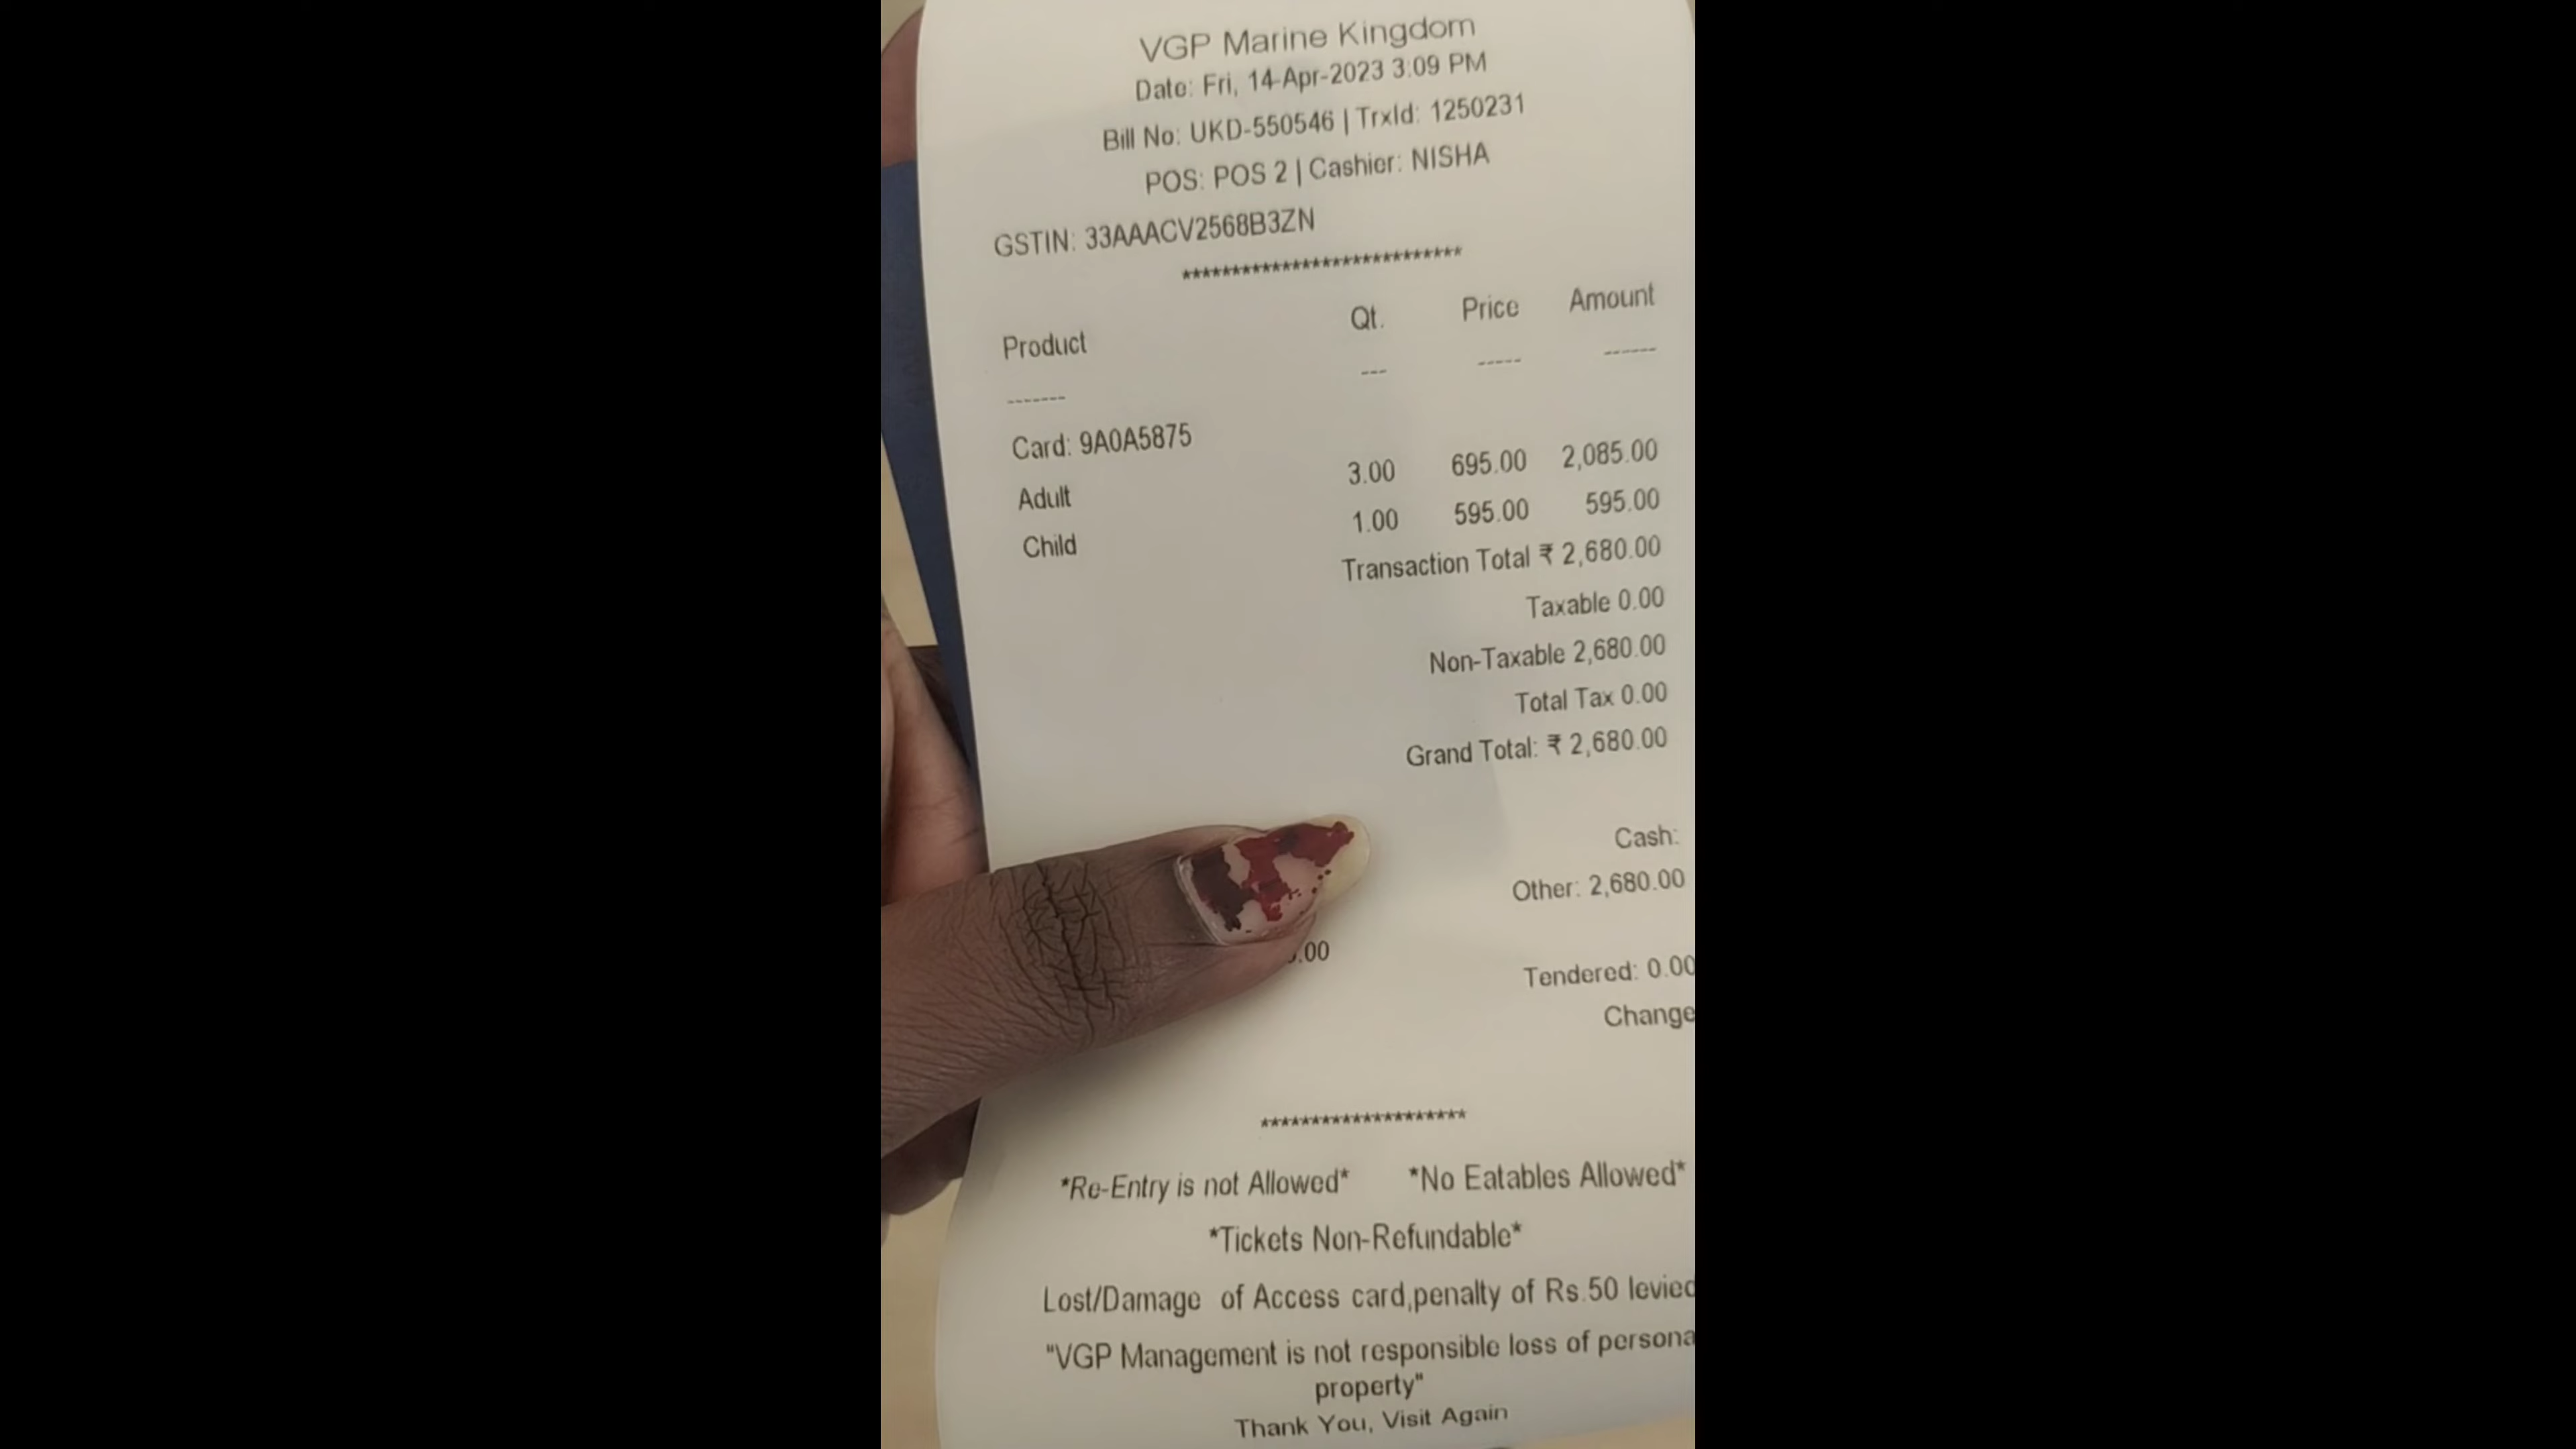 VGP Marine Kingdom
Date: Fri, 14-Apr-2023 3:09 PM
Bill No: UKD-550546 | TrxId: 1250231
POS: POS 2 | Cashier: NISHA
GSTIN: 33AAACV2568B3ZN
****************************
Product Qt. Price Amount
------- --- ----- ------
Card: 9A0A5875
Adult 3.00 695.00 2,085.00
Child 1.00 595.00 595.00
Transaction Total ₹ 2,680.00
Taxable 0.00
Non-Taxable 2,680.00
Total Tax 0.00
Grand Total: ₹ 2,680.00
Cash:
Other: 2,680.00
.00
Tendered: 0.00
Change
********************
*Re-Entry is not Allowed* *No Eatables Allowed*
*Tickets Non-Refundable*
Lost/Damage of Access card,penalty of Rs.50 levied
"VGP Management is not responsible loss of persona
property"
Thank You, Visit Again